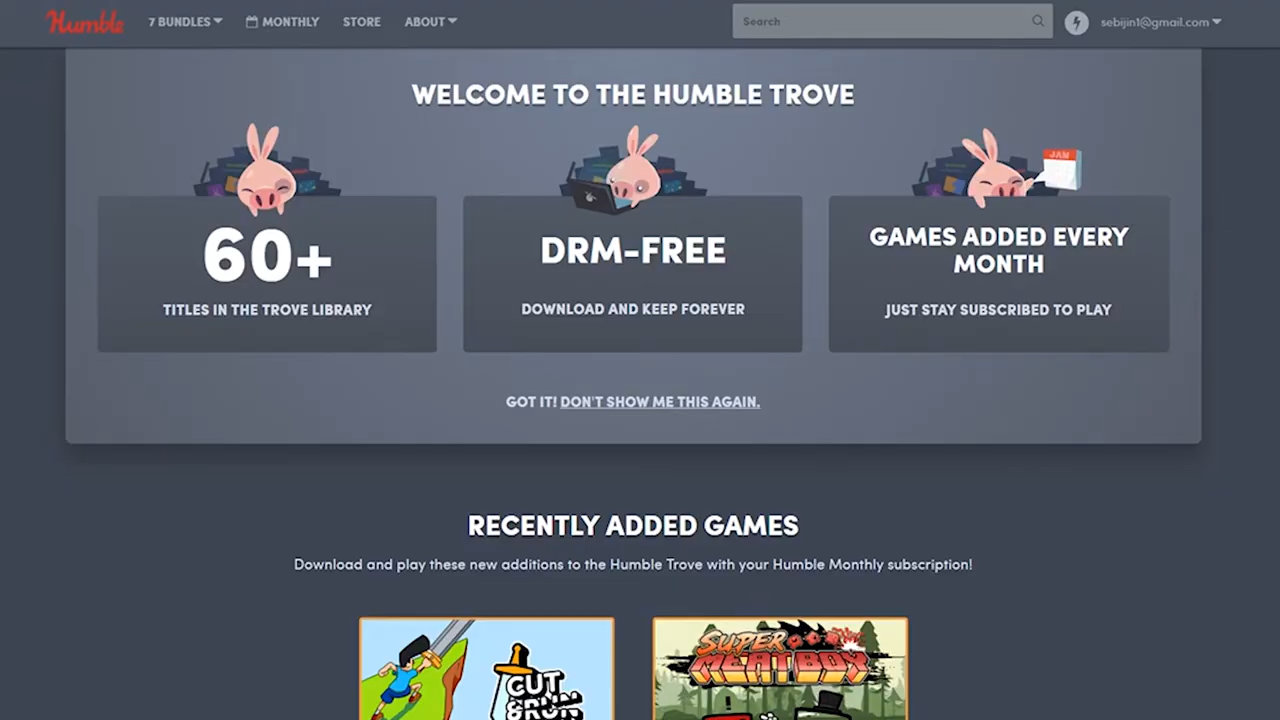 Humble
7 BUNDLES
MONTHLY
STORE
ABOUT
Search
sebijin1@gmail.com
WELCOME TO THE HUMBLE TROVE
JAN
60+
TITLES IN THE TROVE LIBRARY
DRM-FREE
DOWNLOAD AND KEEP FOREVER
GAMES ADDED EVERY
MONTH
JUST STAY SUBSCRIBED TO PLAY
GOT IT! DON'T SHOW ME THIS AGAIN.
RECENTLY ADDED GAMES
Download and play these new additions to the Humble Trove with your Humble Monthly subscription!
CUT
&RUN
SUPER
MEAT BOY